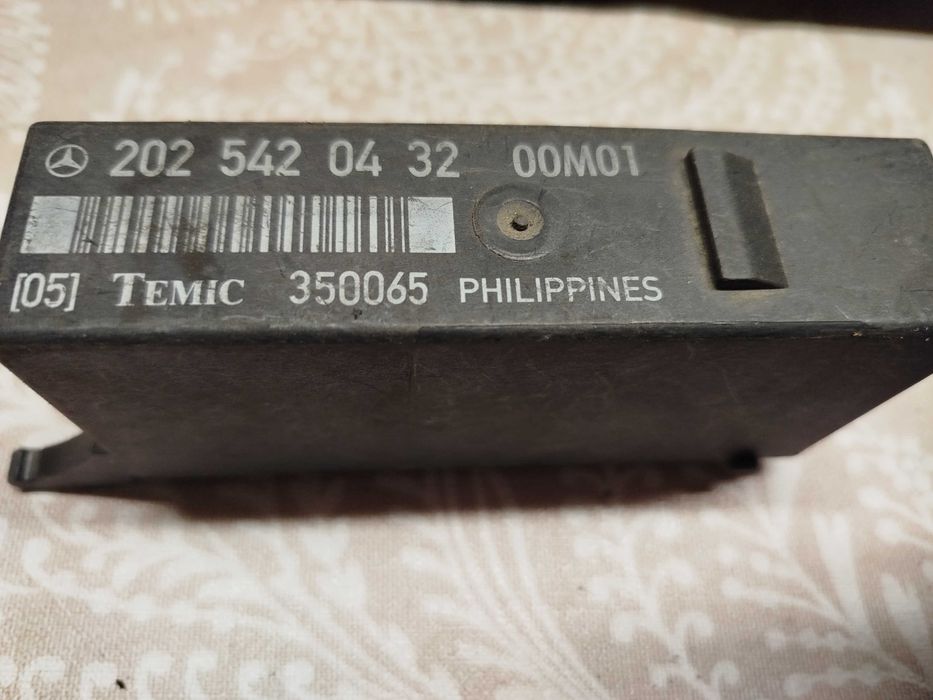 202 542 04 32 00M01
[05] TEMIC 350065 PHILIPPINES